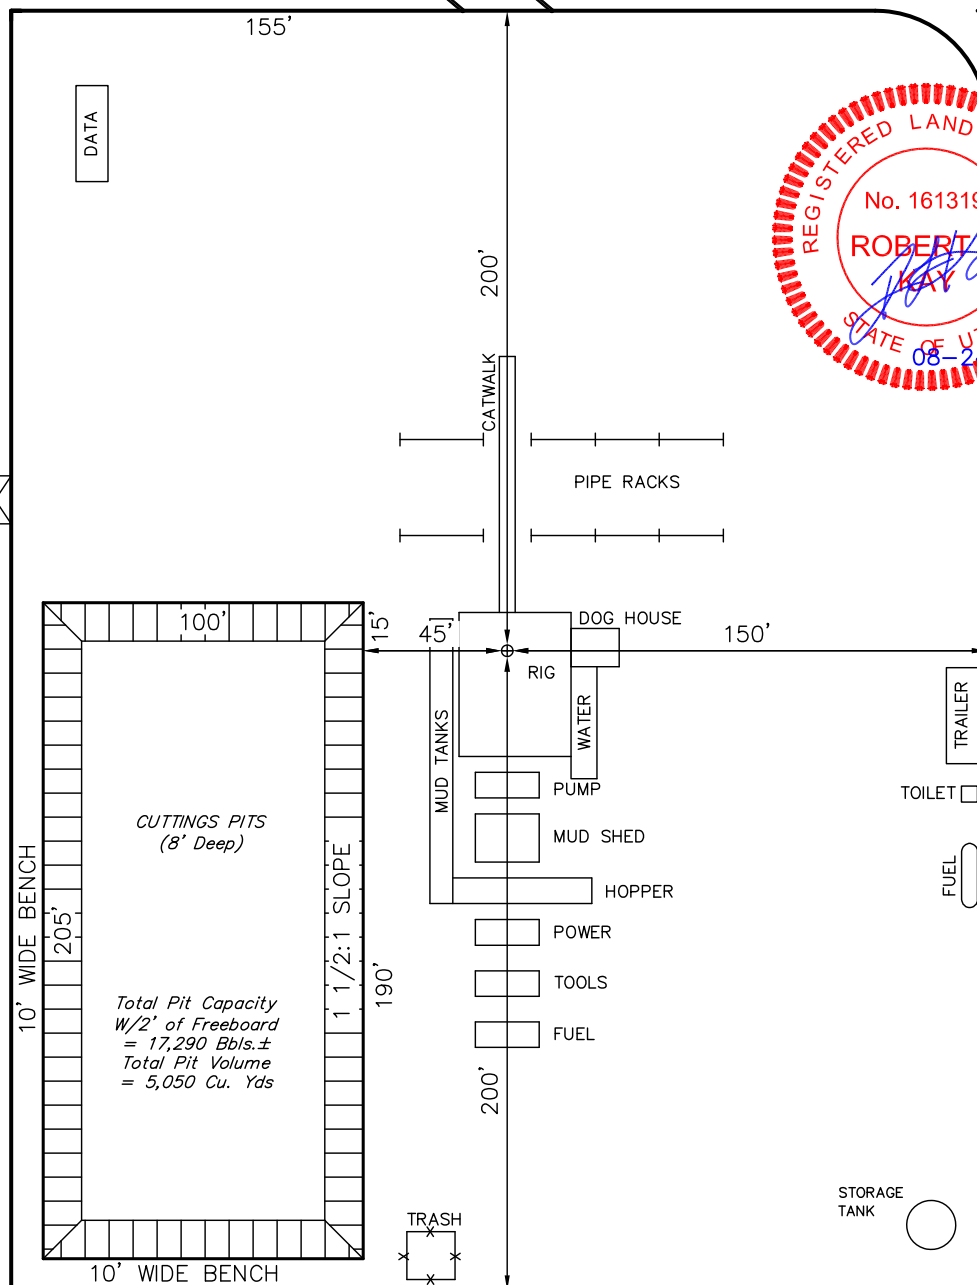 155'
DATA
REGISTERED LAND
No. 161319
ROBERT
KAY
STATE OF UT
08-2
200'
CATWALK
PIPE RACKS
100'
15'
45'
DOG HOUSE
150'
RIG
WATER
TRAILER
MUD TANKS
PUMP
TOILET
CUTTINGS PITS
(8' Deep)
MUD SHED
FUEL
HOPPER
10' WIDE BENCH
205'
1 1/2:1 SLOPE
190'
POWER
TOOLS
Total Pit Capacity
W/2' of Freeboard
= 17,290 Bbls.±
Total Pit Volume
= 5,050 Cu. Yds
FUEL
200'
STORAGE
TANK
TRASH
10' WIDE BENCH